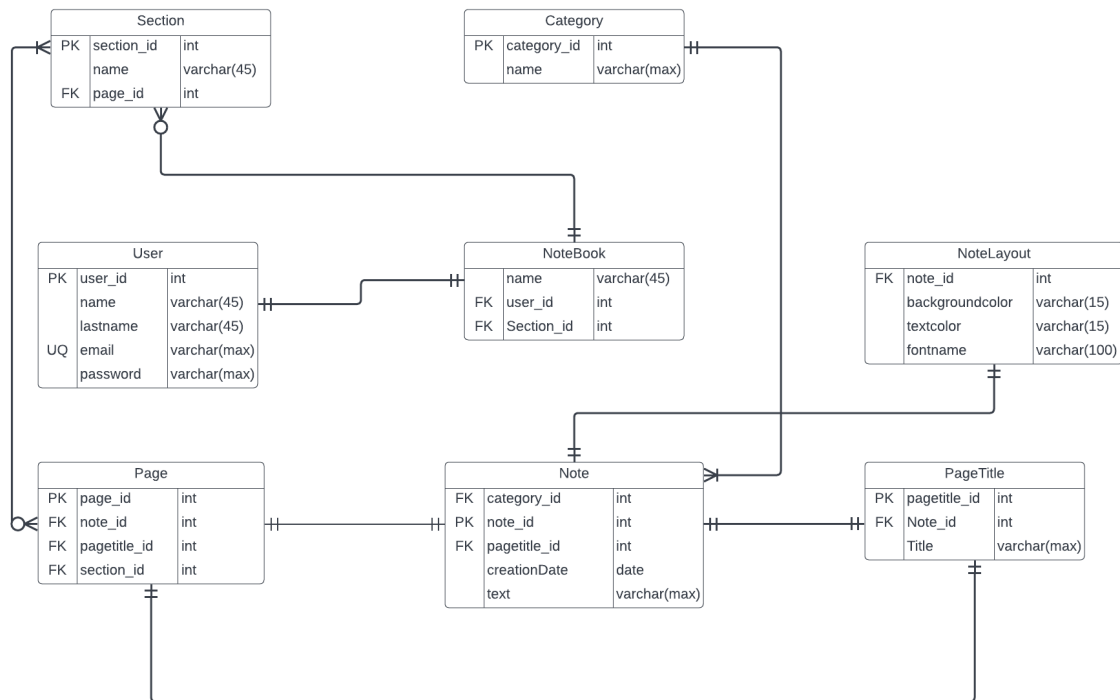 Section
PK section_id int
name varchar(45)
FK page_id int
Category
PK category_id int
name varchar(max)
User
PK user_id int
name varchar(45)
lastname varchar(45)
UQ email varchar(max)
password varchar(max)
NoteBook
name varchar(45)
FK user_id int
FK Section_id int
NoteLayout
FK note_id int
backgroundcolor varchar(15)
textcolor varchar(15)
fontname varchar(100)
Page
PK page_id int
FK note_id int
FK pagetitle_id int
FK section_id int
Note
FK category_id int
PK note_id int
FK pagetitle_id int
creationDate date
text varchar(max)
PageTitle
PK pagetitle_id int
FK Note_id int
Title varchar(max)